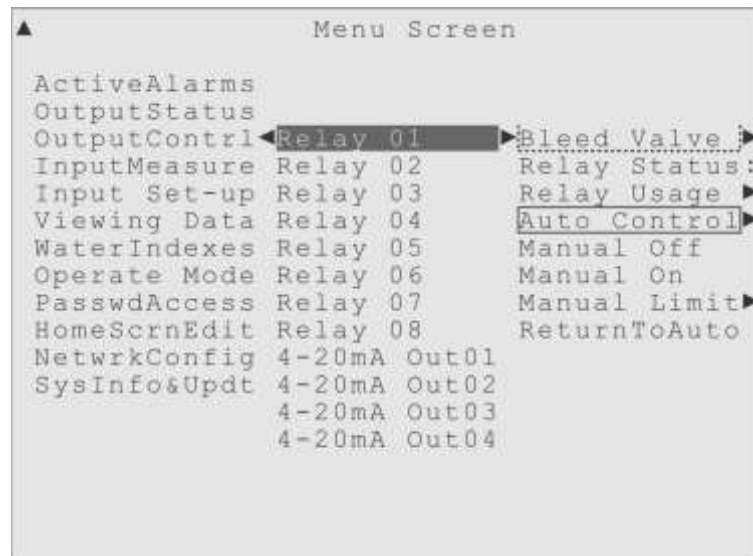 Menu Screen
ActiveAlarms
OutputStatus
OutputContrl Relay 01 Bleed Valve
InputMeasure Relay 02 Relay Status:
Input Set-up Relay 03 Relay Usage
Viewing Data Relay 04 Auto Control
WaterIndexes Relay 05 Manual Off
Operate Mode Relay 06 Manual On
PasswdAccess Relay 07 Manual Limit
HomeScrnEdit Relay 08 ReturnToAuto
NetwrkConfig 4-20mA Out01
SysInfo&Updt 4-20mA Out02
4-20mA Out03
4-20mA Out04